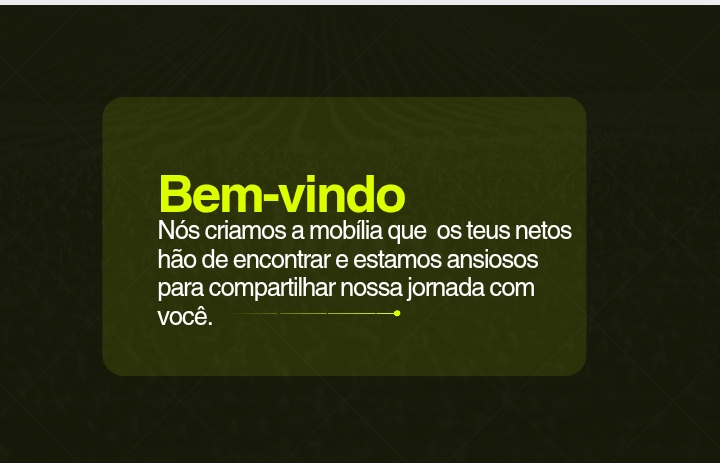 Bem-vindo
Nós criamos a mobília que  os teus netos
hão de encontrar e estamos ansiosos
para compartilhar nossa jornada com
você.